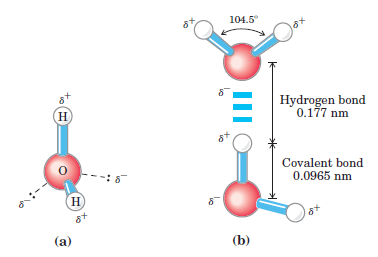 δ+
104.5°
δ+
δ−
Hydrogen bond
0.177 nm
δ+
H
δ+
Covalent bond
0.0965 nm
O
: δ−
δ− :
H
δ+
δ−
δ+
(a)
(b)